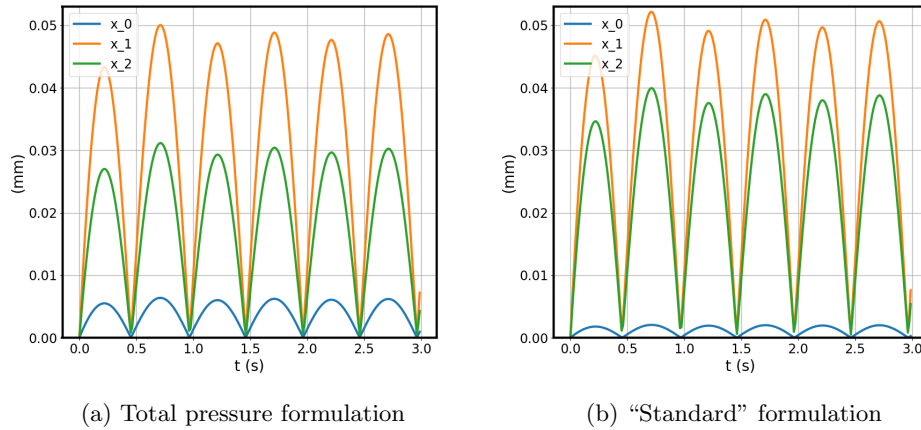 0.05
0.04
0.03
0.02
0.01
0.00
(mm)
x_0
x_1
x_2
0.0 0.5 1.0 1.5 2.0 2.5 3.0
t (s)
(a) Total pressure formulation
0.05
0.04
0.03
0.02
0.01
0.00
(mm)
x_0
x_1
x_2
0.0 0.5 1.0 1.5 2.0 2.5 3.0
t (s)
(b) “Standard” formulation